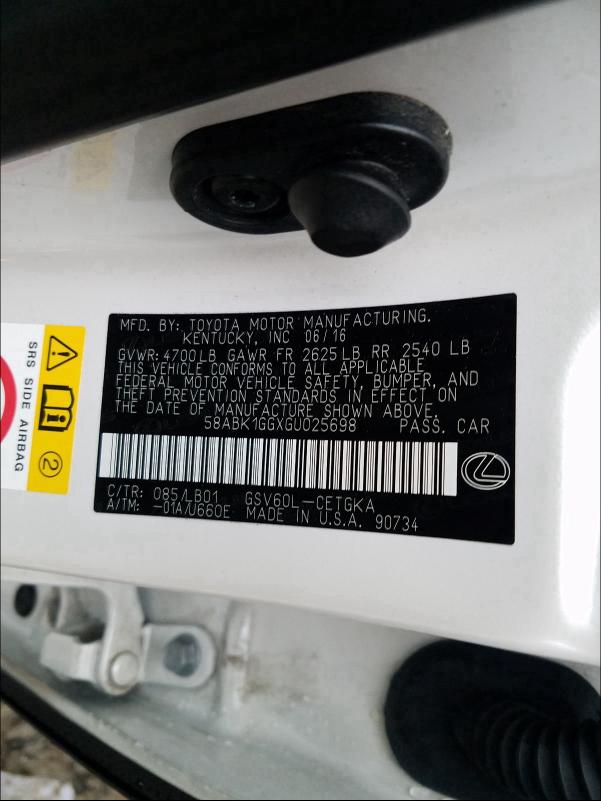 MFD. BY: TOYOTA MOTOR MANUFACTURING.
KENTUCKY, INC 06/16
GVWR: 4700LB GAWR FR 2625LB RR 2540 LB
THIS VEHICLE CONFORMS TO ALL APPLICABLE
FEDERAL MOTOR VEHICLE SAFETY, BUMPER, AND
THEFT PREVENTION STANDARDS IN EFFECT ON
THE DATE OF MANUFACTURE SHOWN ABOVE.
58ABK1GGXGU025698 PASS. CAR
C/TR: 085/LB01 GSV60L-CETGKA
A/TM: -01A/U660E MADE IN U.S.A. 90734
SRS SIDE AIRBAG
2